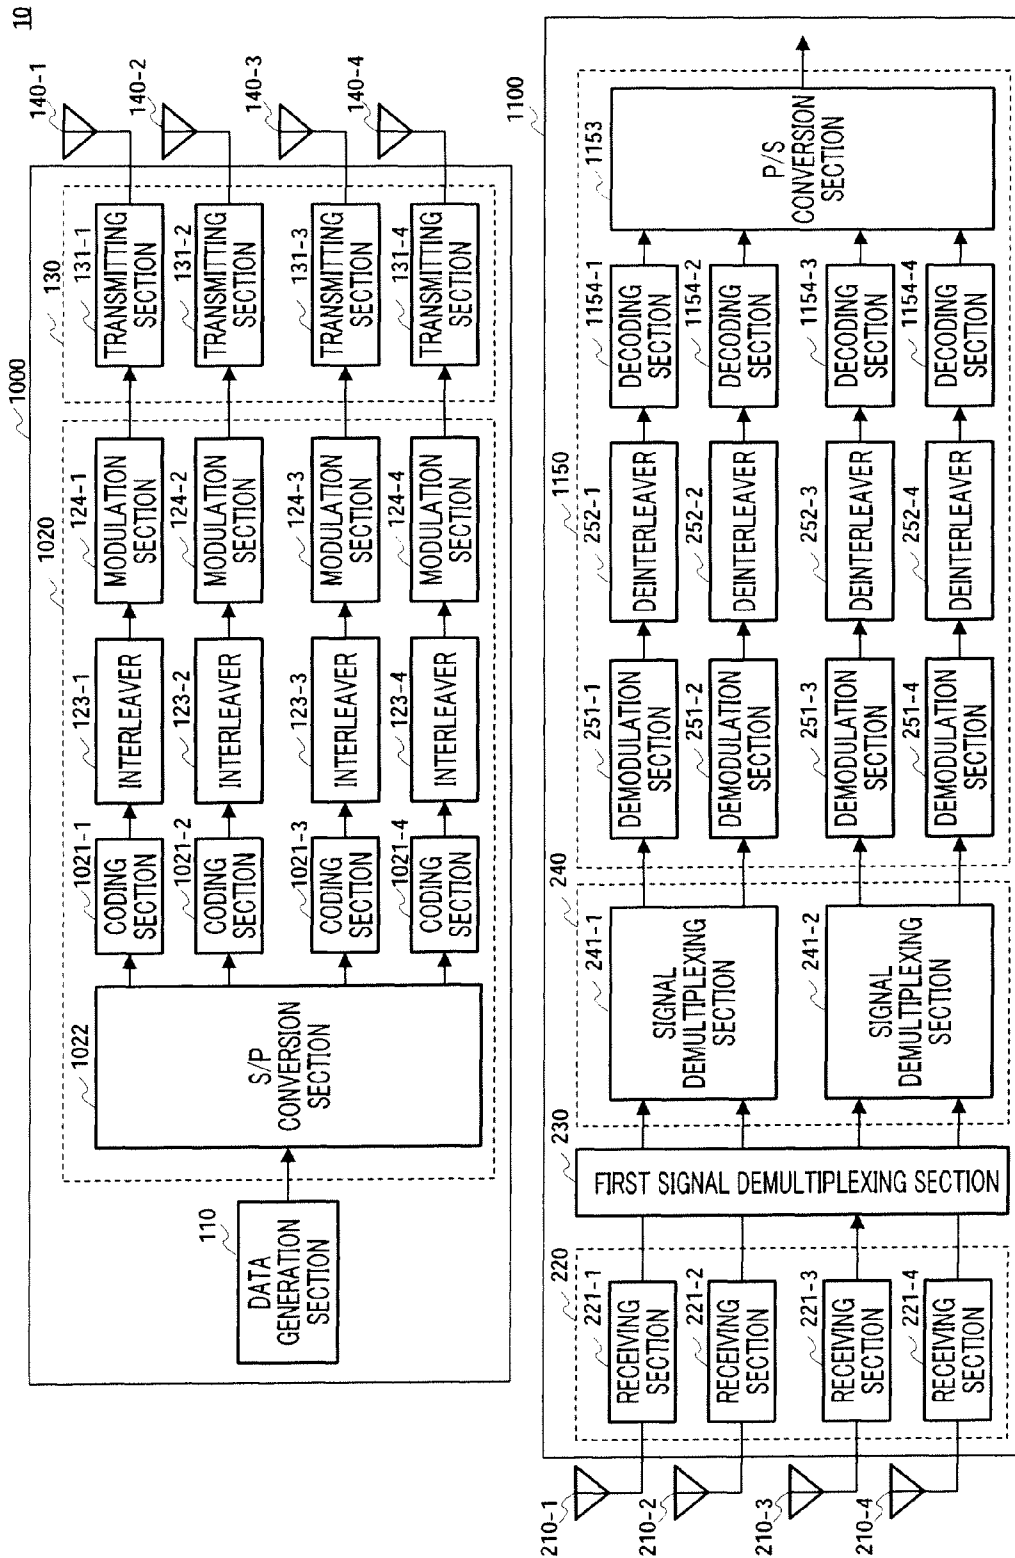 10
1000
1020
130
110
DATA
GENERATION
SECTION
1022
S/P
CONVERSION
SECTION
1021-1
CODING
SECTION
123-1
INTERLEAVER
124-1
MODULATION
SECTION
131-1
TRANSMITTING
SECTION
140-1
1021-2
CODING
SECTION
123-2
INTERLEAVER
124-2
MODULATION
SECTION
131-2
TRANSMITTING
SECTION
140-2
1021-3
CODING
SECTION
123-3
INTERLEAVER
124-3
MODULATION
SECTION
131-3
TRANSMITTING
SECTION
140-3
1021-4
CODING
SECTION
123-4
INTERLEAVER
124-4
MODULATION
SECTION
131-4
TRANSMITTING
SECTION
140-4
1100
220
230
240
1150
210-1
221-1
RECEIVING
SECTION
210-2
221-2
RECEIVING
SECTION
210-3
221-3
RECEIVING
SECTION
210-4
221-4
RECEIVING
SECTION
FIRST SIGNAL DEMULTIPLEXING SECTION
241-1
SIGNAL
DEMULTIPLEXING
SECTION
241-2
SIGNAL
DEMULTIPLEXING
SECTION
251-1
DEMODULATION
SECTION
252-1
DEINTERLEAVER
1154-1
DECODING
SECTION
251-2
DEMODULATION
SECTION
252-2
DEINTERLEAVER
1154-2
DECODING
SECTION
251-3
DEMODULATION
SECTION
252-3
DEINTERLEAVER
1154-3
DECODING
SECTION
251-4
DEMODULATION
SECTION
252-4
DEINTERLEAVER
1154-4
DECODING
SECTION
1153
P/S
CONVERSION
SECTION